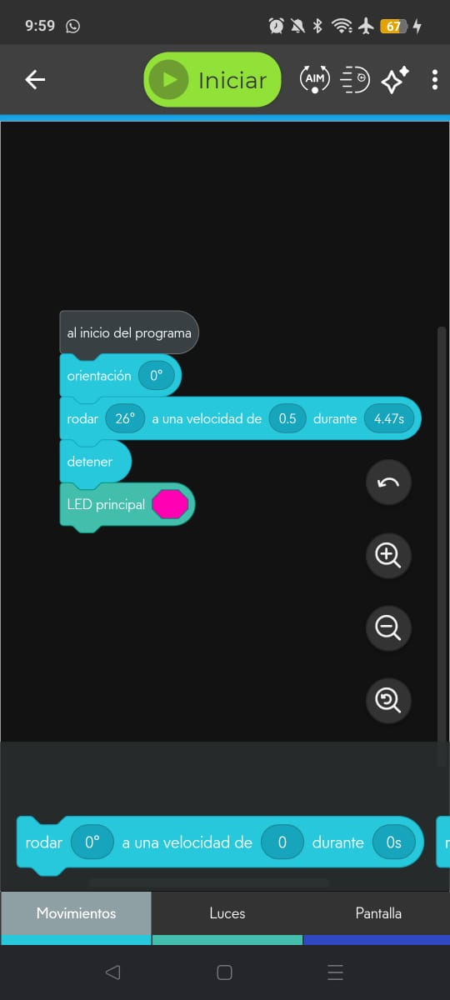 9:59 67
AIM
Iniciar
al inicio del programa
orientación 0°
rodar 26° a una velocidad de 0.5 durante 4.47s
detener
LED principal
rodar 0° a una velocidad de 0 durante 0s
Movimientos Luces Pantalla